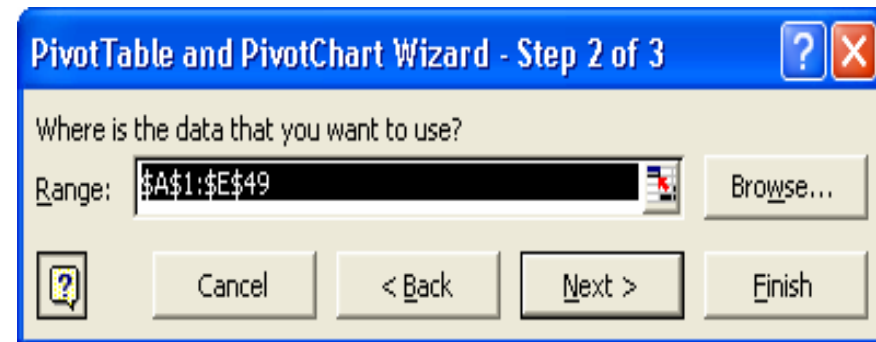 PivotTable and PivotChart Wizard - Step 2 of 3
Where is the data that you want to use?
Range: $A$1:$E$49 Browse...
Cancel < Back Next > Finish